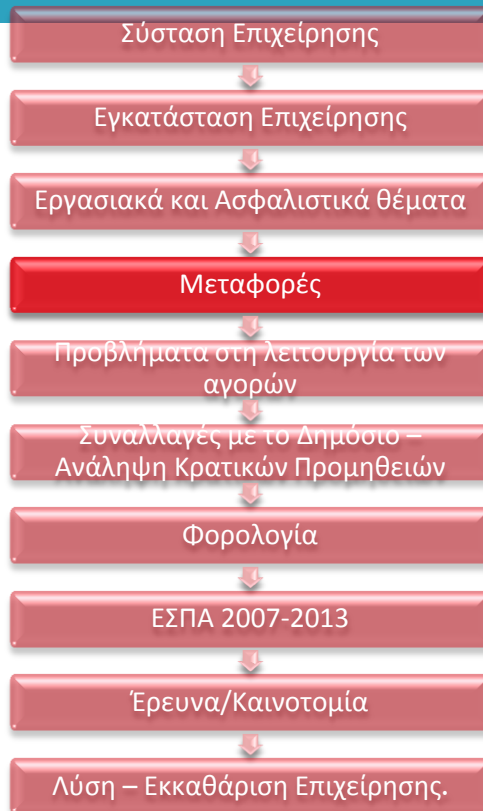 Σύσταση Επιχείρησης
Εγκατάσταση Επιχείρησης
Εργασιακά και Ασφαλιστικά θέματα
Μεταφορές
Προβλήματα στη λειτουργία των
αγορών
Συναλλαγές με το Δημόσιο –
Ανάληψη Κρατικών Προμηθειών
Φορολογία
ΕΣΠΑ 2007-2013
Έρευνα/Καινοτομία
Λύση – Εκκαθάριση Επιχείρησης.